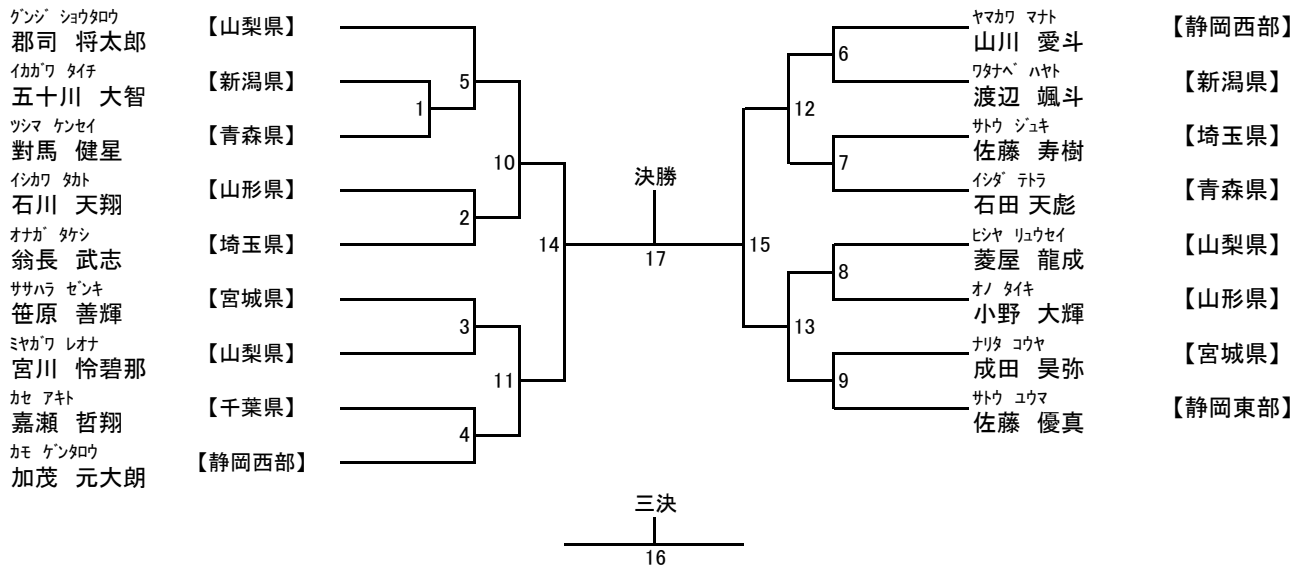 グンジ ショウタロウ
郡司 将太郎 【山梨県】
イカガワ タイチ
五十川 大智 【新潟県】
ツシマ ケンセイ
對馬 健星 【青森県】
イシカワ タカト
石川 天翔 【山形県】
オナガ タケシ
翁長 武志 【埼玉県】
ササハラ ゼンキ
笹原 善輝 【宮城県】
ミヤガワ レオナ
宮川 怜碧那 【山梨県】
カセ アキト
嘉瀬 哲翔 【千葉県】
カモ ゲンタロウ
加茂 元大朗 【静岡西部】
1
5
2
10
3
4
11
14
決勝
17
15
12
6
7
13
8
9
ヤマカワ マナト
山川 愛斗 【静岡西部】
ワタナベ ハヤト
渡辺 颯斗 【新潟県】
サトウ ジュキ
佐藤 寿樹 【埼玉県】
イシダ テトラ
石田 天彪 【青森県】
ヒシヤ リュウセイ
菱屋 龍成 【山梨県】
オノ タイキ
小野 大輝 【山形県】
ナリタ コウヤ
成田 昊弥 【宮城県】
サトウ ユウマ
佐藤 優真 【静岡東部】
三決
16